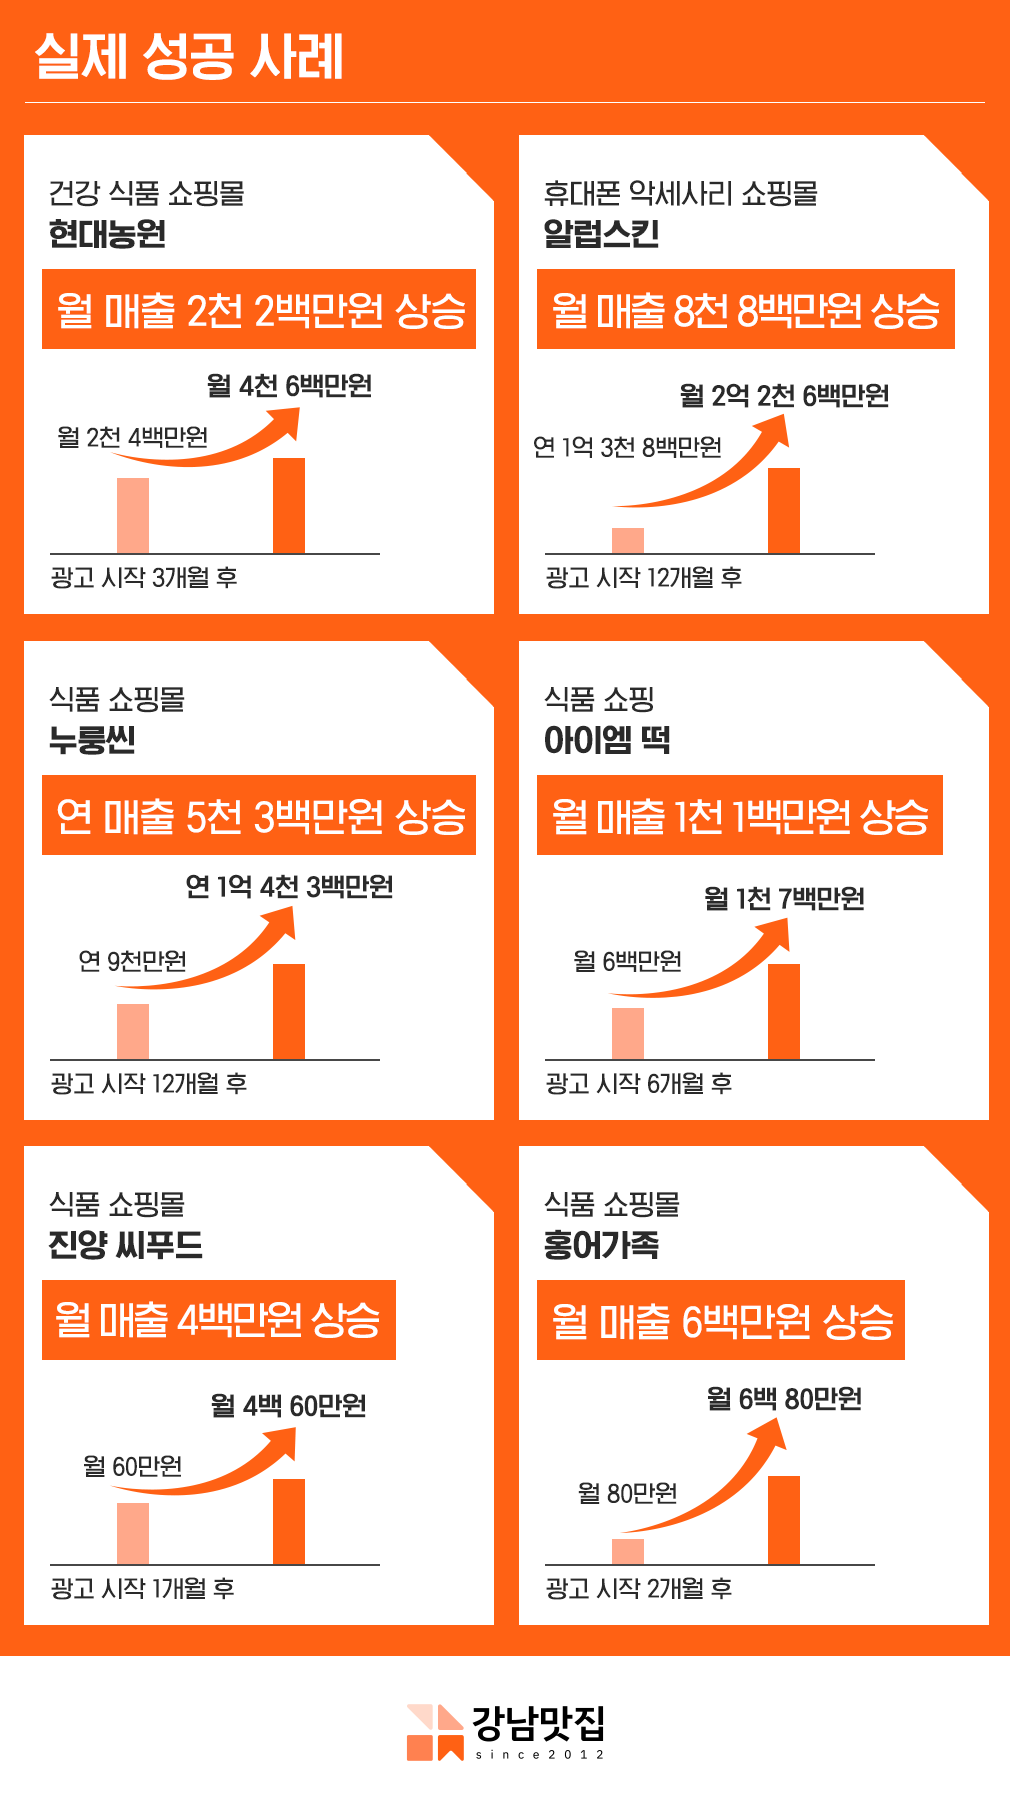 실제 성공 사례
건강 식품 쇼핑몰
현대농원
월 매출 2천 2백만원 상승
월 4천 6백만원
월 2천 4백만원
광고 시작 3개월 후
휴대폰 악세사리 쇼핑몰
알럽스킨
월 매출 8천 8백만원 상승
월 2억 2천 6백만원
연 1억 3천 8백만원
광고 시작 12개월 후
식품 쇼핑몰
누룽씬
연 매출 5천 3백만원 상승
연 1억 4천 3백만원
연 9천만원
광고 시작 12개월 후
식품 쇼핑
아이엠 떡
월 매출 1천 1백만원 상승
월 1천 7백만원
월 6백만원
광고 시작 6개월 후
식품 쇼핑몰
진양 씨푸드
월 매출 4백만원 상승
월 4백 60만원
월 60만원
광고 시작 1개월 후
식품 쇼핑몰
홍어가족
월 매출 6백만원 상승
월 6백 80만원
월 80만원
광고 시작 2개월 후
강남맛집
since2012